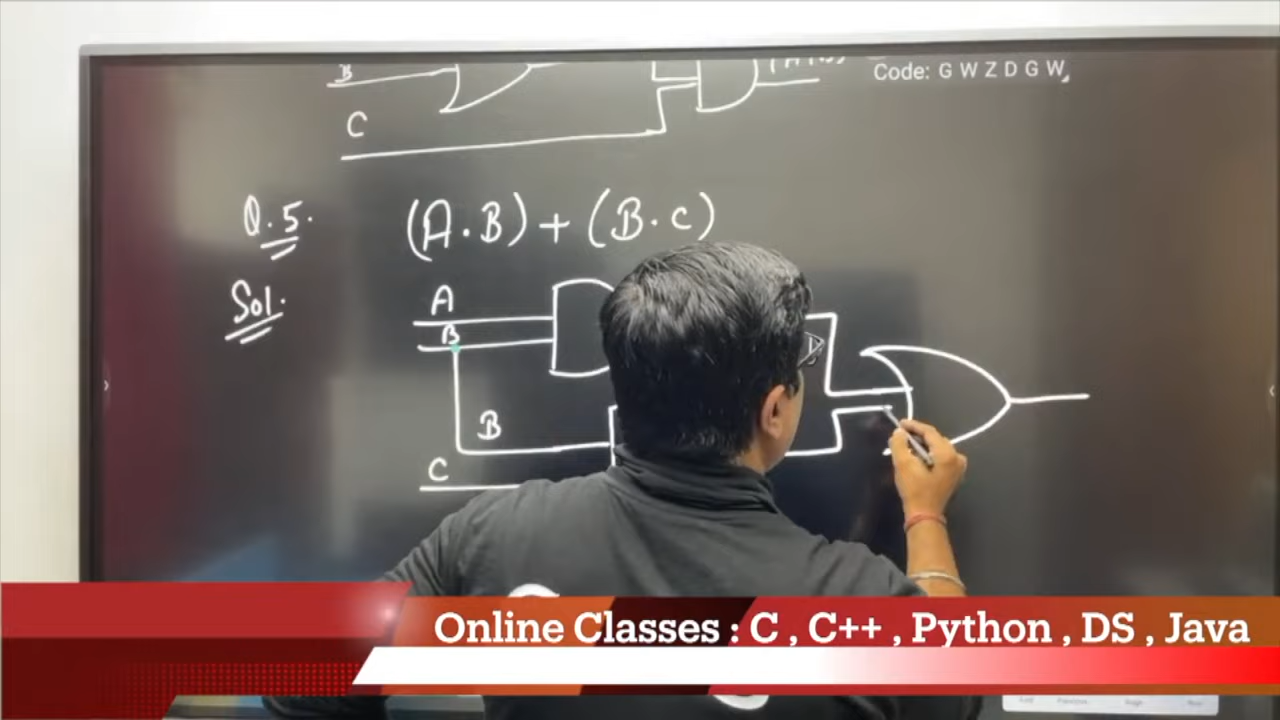 B
Code: G W Z D G W
C
Q.5. (A.B) + (B.C)
Sol.
A
B
B
C
Online Classes : C , C++ , Python , DS , Java